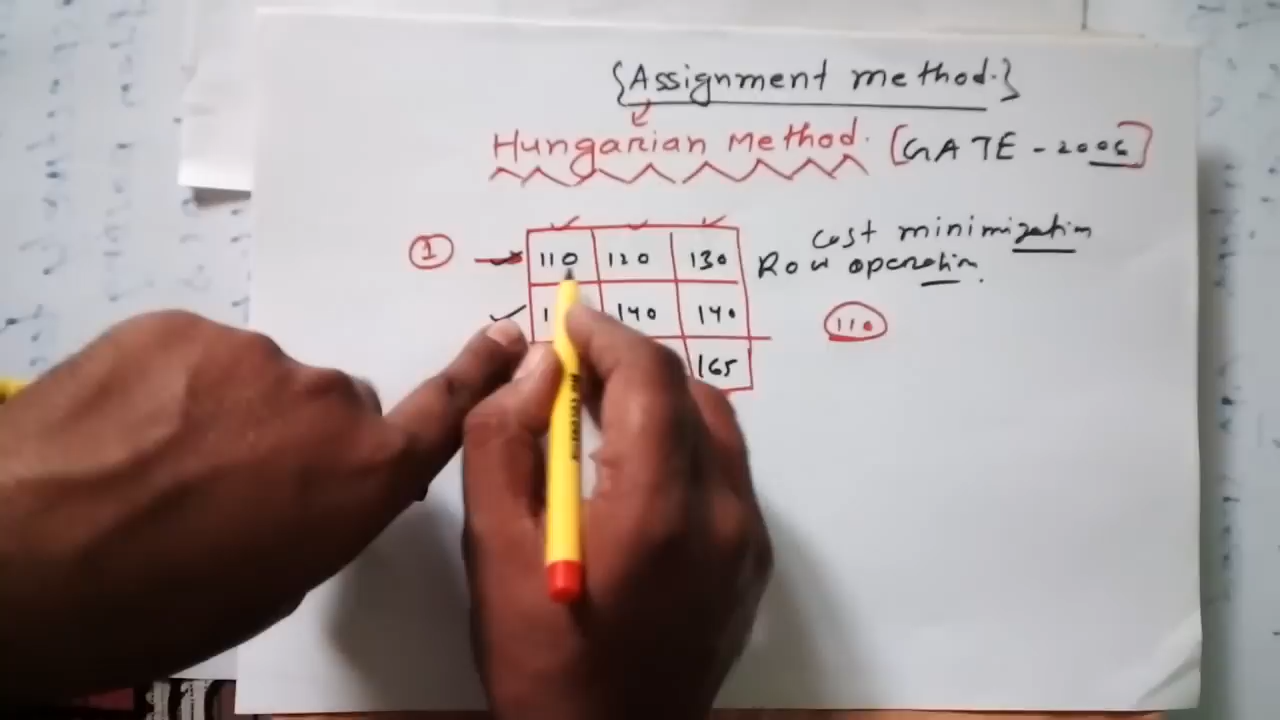 {Assignment method.}
Hungarian Method. [GATE - 2006]
cost minimization
1 110 120 130 Row operation.
140 140 110
165